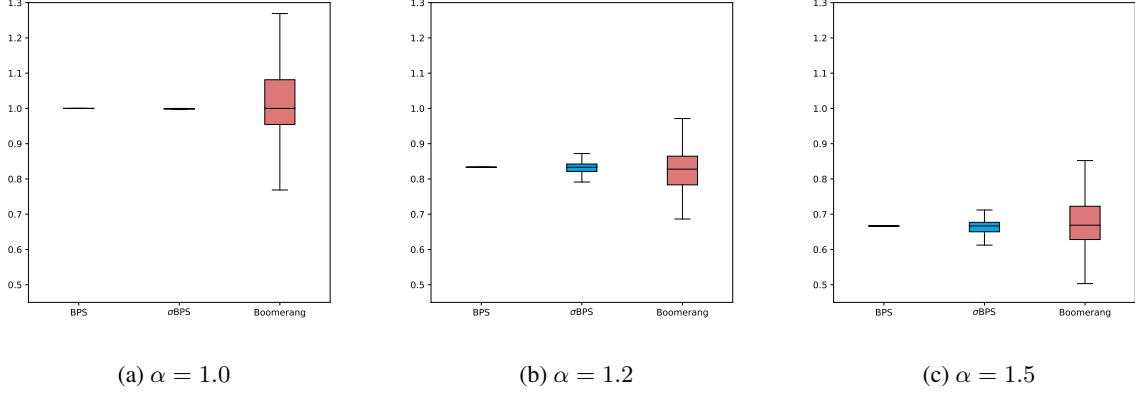 1.3 1.3 1.3
1.2 1.2 1.2
1.1 1.1 1.1
1.0 1.0 1.0
0.9 0.9 0.9
0.8 0.8 0.8
0.7 0.7 0.7
0.6 0.6 0.6
0.5 0.5 0.5
BPS σBPS Boomerang BPS σBPS Boomerang BPS σBPS Boomerang
(a) α = 1.0 (b) α = 1.2 (c) α = 1.5